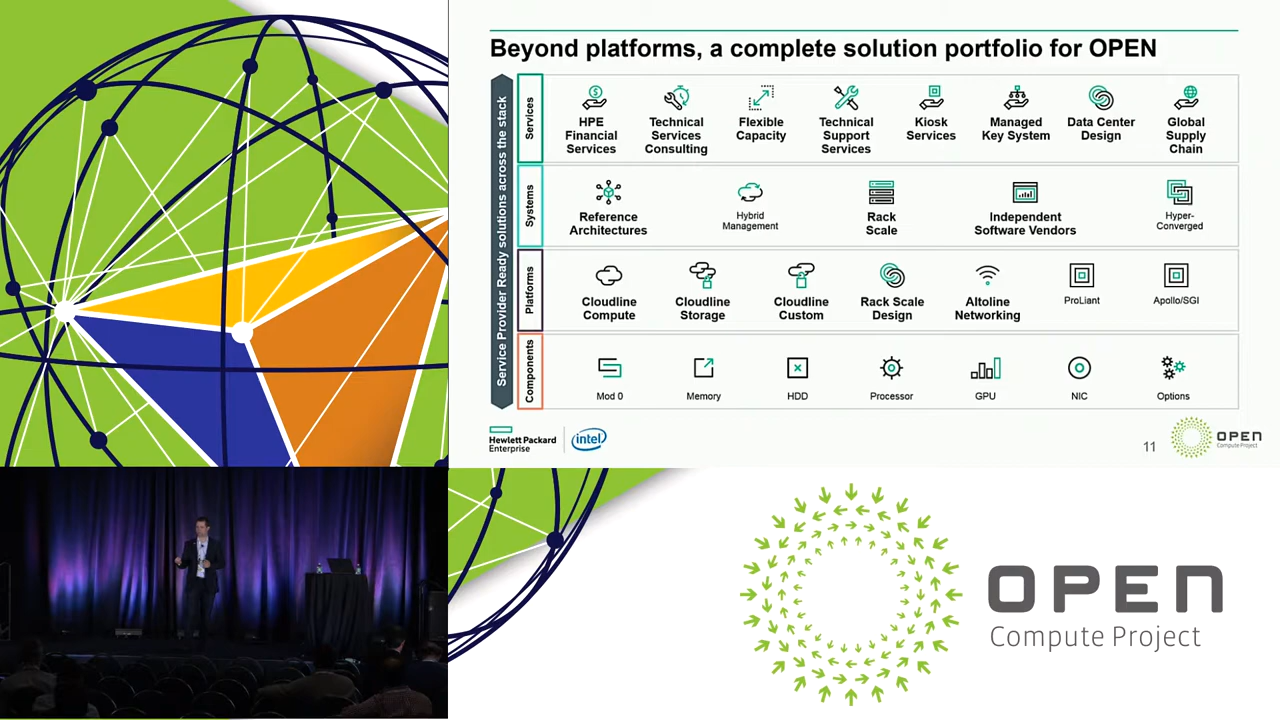 Beyond platforms, a complete solution portfolio for OPEN
Service Provider Ready solutions across the stack
Services
HPE
Financial
Services
Technical
Services
Consulting
Flexible
Capacity
Technical
Support
Services
Kiosk
Services
Managed
Key System
Data Center
Design
Global
Supply
Chain
Systems
Reference
Architectures
Hybrid
Management
Rack
Scale
Independent
Software Vendors
Hyper-
Converged
Platforms
Cloudline
Compute
Cloudline
Storage
Cloudline
Custom
Rack Scale
Design
Altoline
Networking
ProLiant
Apollo/SGI
Components
Mod 0
Memory
HDD
Processor
GPU
NIC
Options
Hewlett Packard
Enterprise
intel
11
OPEN
Compute Project
OPEN
Compute Project